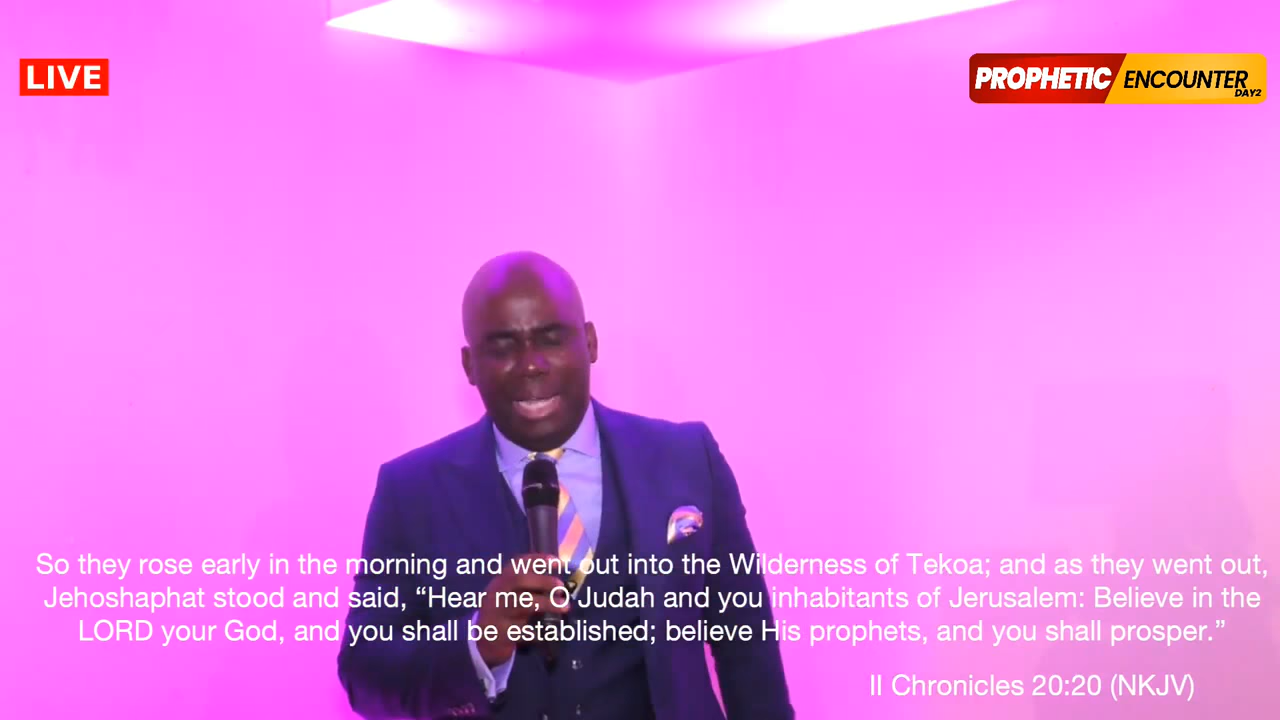 LIVE
PROPHETIC ENCOUNTER
DAY2
So they rose early in the morning and went out into the Wilderness of Tekoa; and as they went out,
Jehoshaphat stood and said, “Hear me, O Judah and you inhabitants of Jerusalem: Believe in the
LORD your God, and you shall be established; believe His prophets, and you shall prosper.”
II Chronicles 20:20 (NKJV)